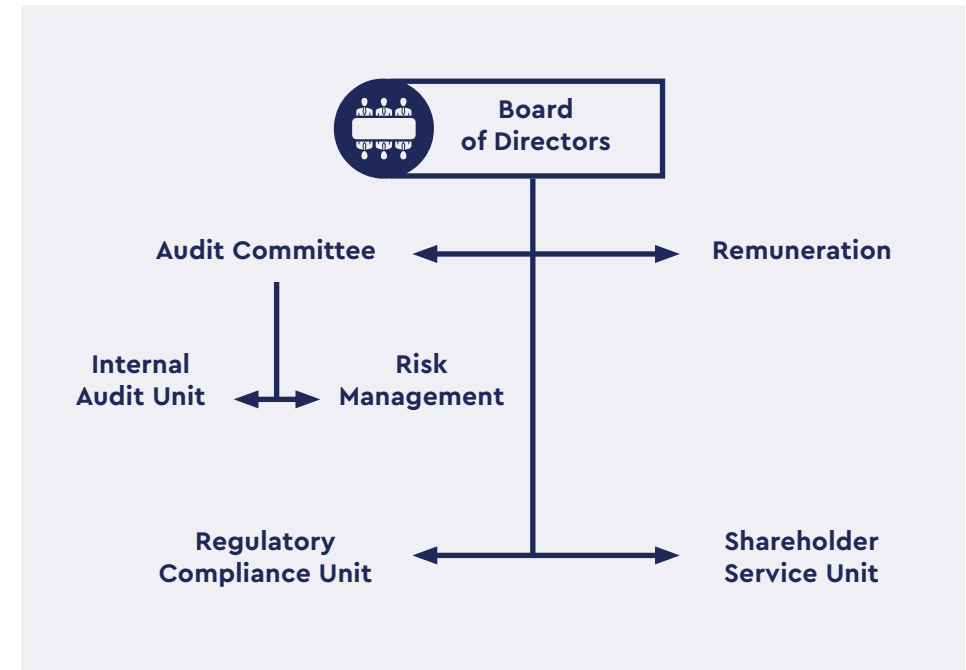 Board
of Directors
Audit Committee
Remuneration
Internal
Audit Unit
Risk
Management
Regulatory
Compliance Unit
Shareholder
Service Unit